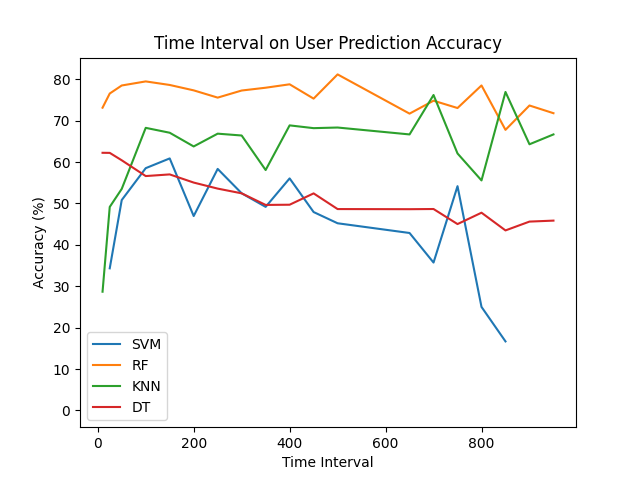 Time Interval on User Prediction Accuracy
Accuracy (%)
80
70
60
50
40
30
20
10
0
SVM
RF
KNN
DT
0 200 400 600 800
Time Interval